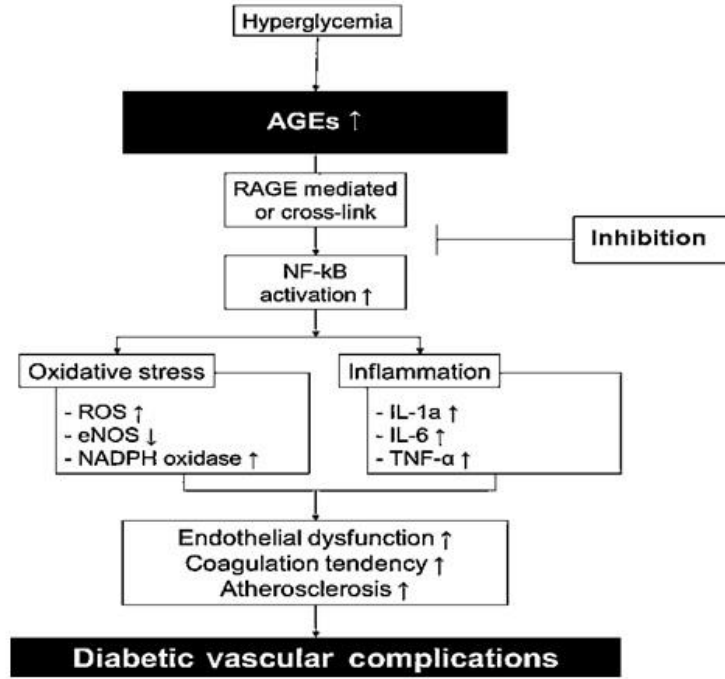 Hyperglycemia
AGEs ↑
RAGE mediated
or cross-link
Inhibition
NF-kB
activation ↑
Oxidative stress
- ROS ↑
- eNOS ↓
- NADPH oxidase ↑
Inflammation
- IL-1a ↑
- IL-6 ↑
- TNF-α ↑
Endothelial dysfunction ↑
Coagulation tendency ↑
Atherosclerosis ↑
Diabetic vascular complications